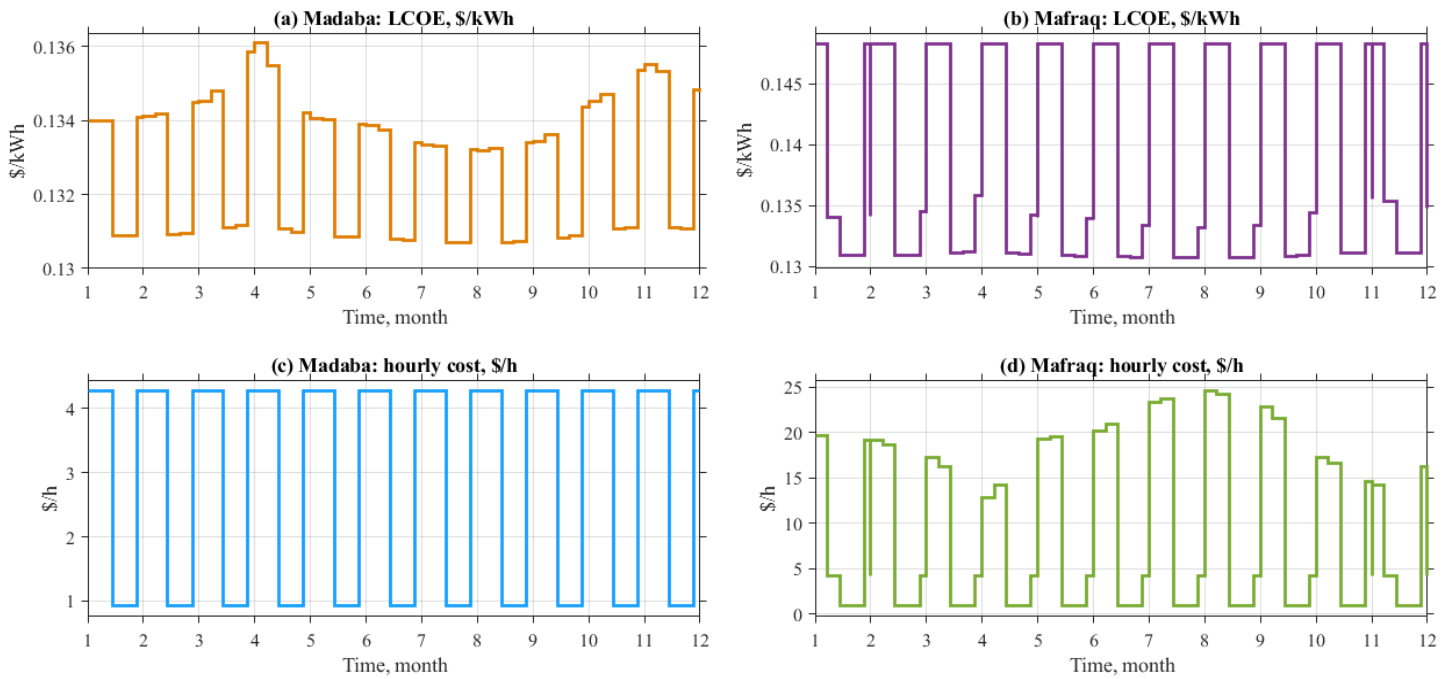 (a) Madaba: LCOE, $/kWh
0.136
0.134
0.132
0.13
$/kWh
1 2 3 4 5 6 7 8 9 10 11 12
Time, month
(b) Mafraq: LCOE, $/kWh
0.145
0.14
0.135
0.13
$/kWh
1 2 3 4 5 6 7 8 9 10 11 12
Time, month
(c) Madaba: hourly cost, $/h
4
3
2
1
$/h
1 2 3 4 5 6 7 8 9 10 11 12
Time, month
(d) Mafraq: hourly cost, $/h
25
20
15
10
5
0
$/h
1 2 3 4 5 6 7 8 9 10 11 12
Time, month